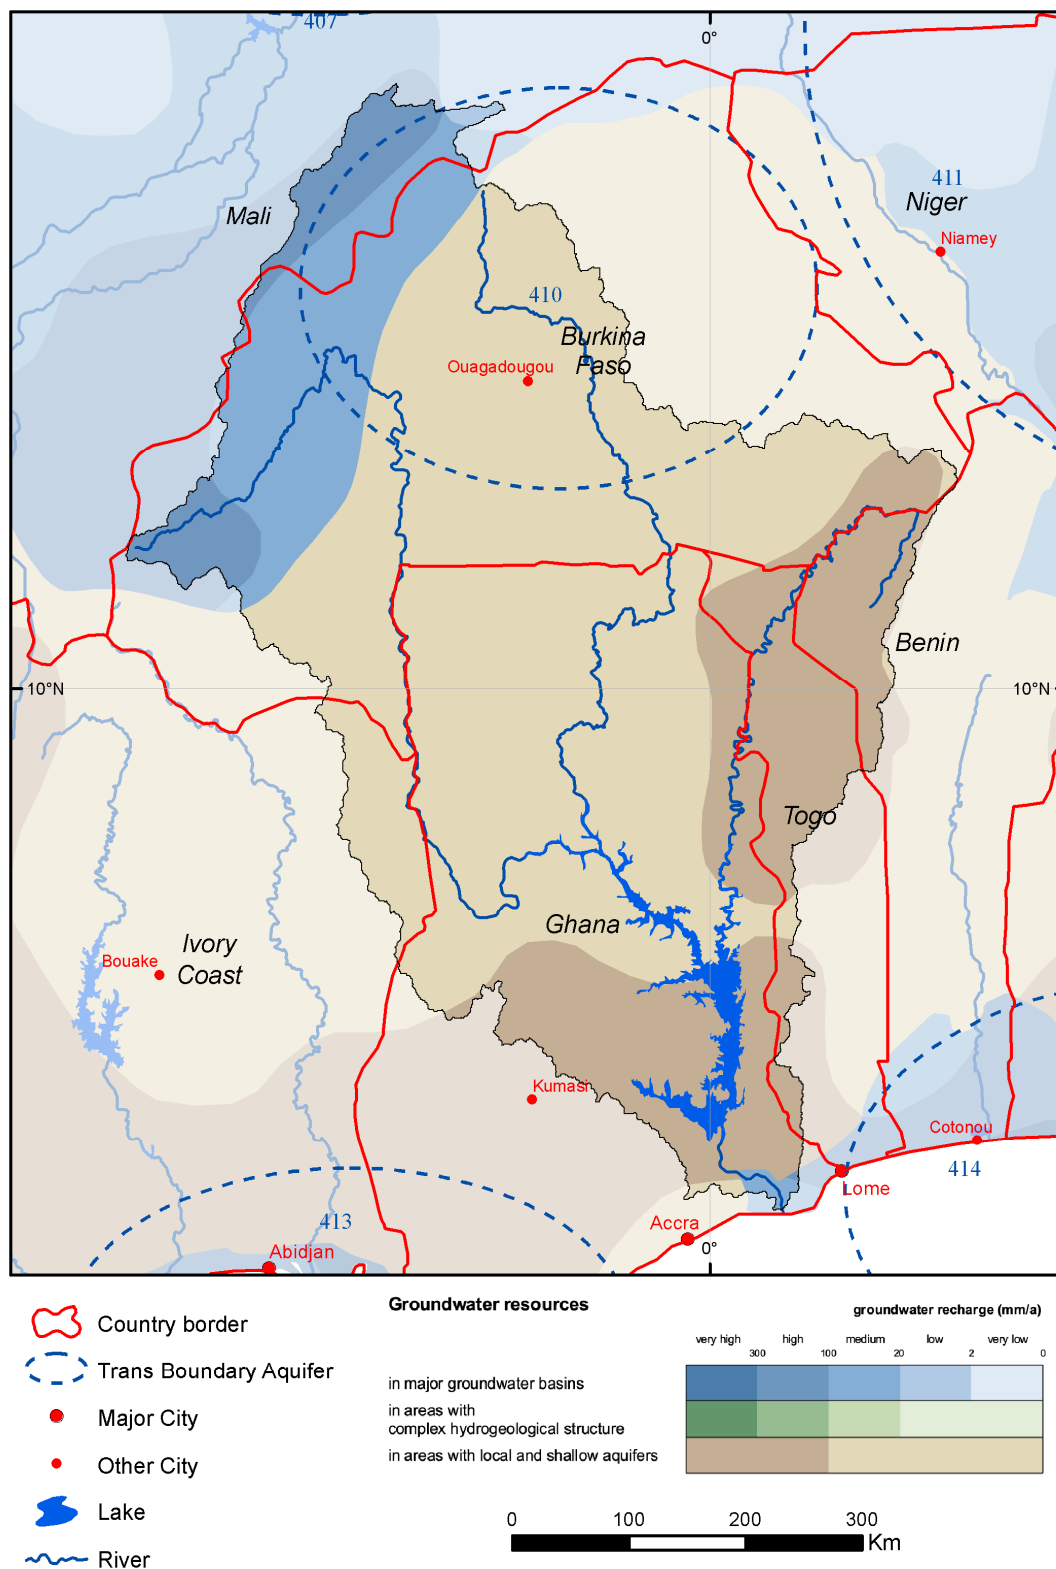 407
0°
Mali
411
Niger
Niamey
410
Burkina
Faso
Ouagadougou
Benin
10°N
10°N
Togo
Ghana
Ivory
Coast
Bouake
Kumasi
Cotonou
414
Lome
413
Accra
Abidjan
0°
Groundwater resources
groundwater recharge (mm/a)
very high high medium low very low
300 100 20 2 0
in major groundwater basins
in areas with
complex hydrogeological structure
in areas with local and shallow aquifers
Country border
Trans Boundary Aquifer
Major City
Other City
Lake
River
0 100 200 300
Km